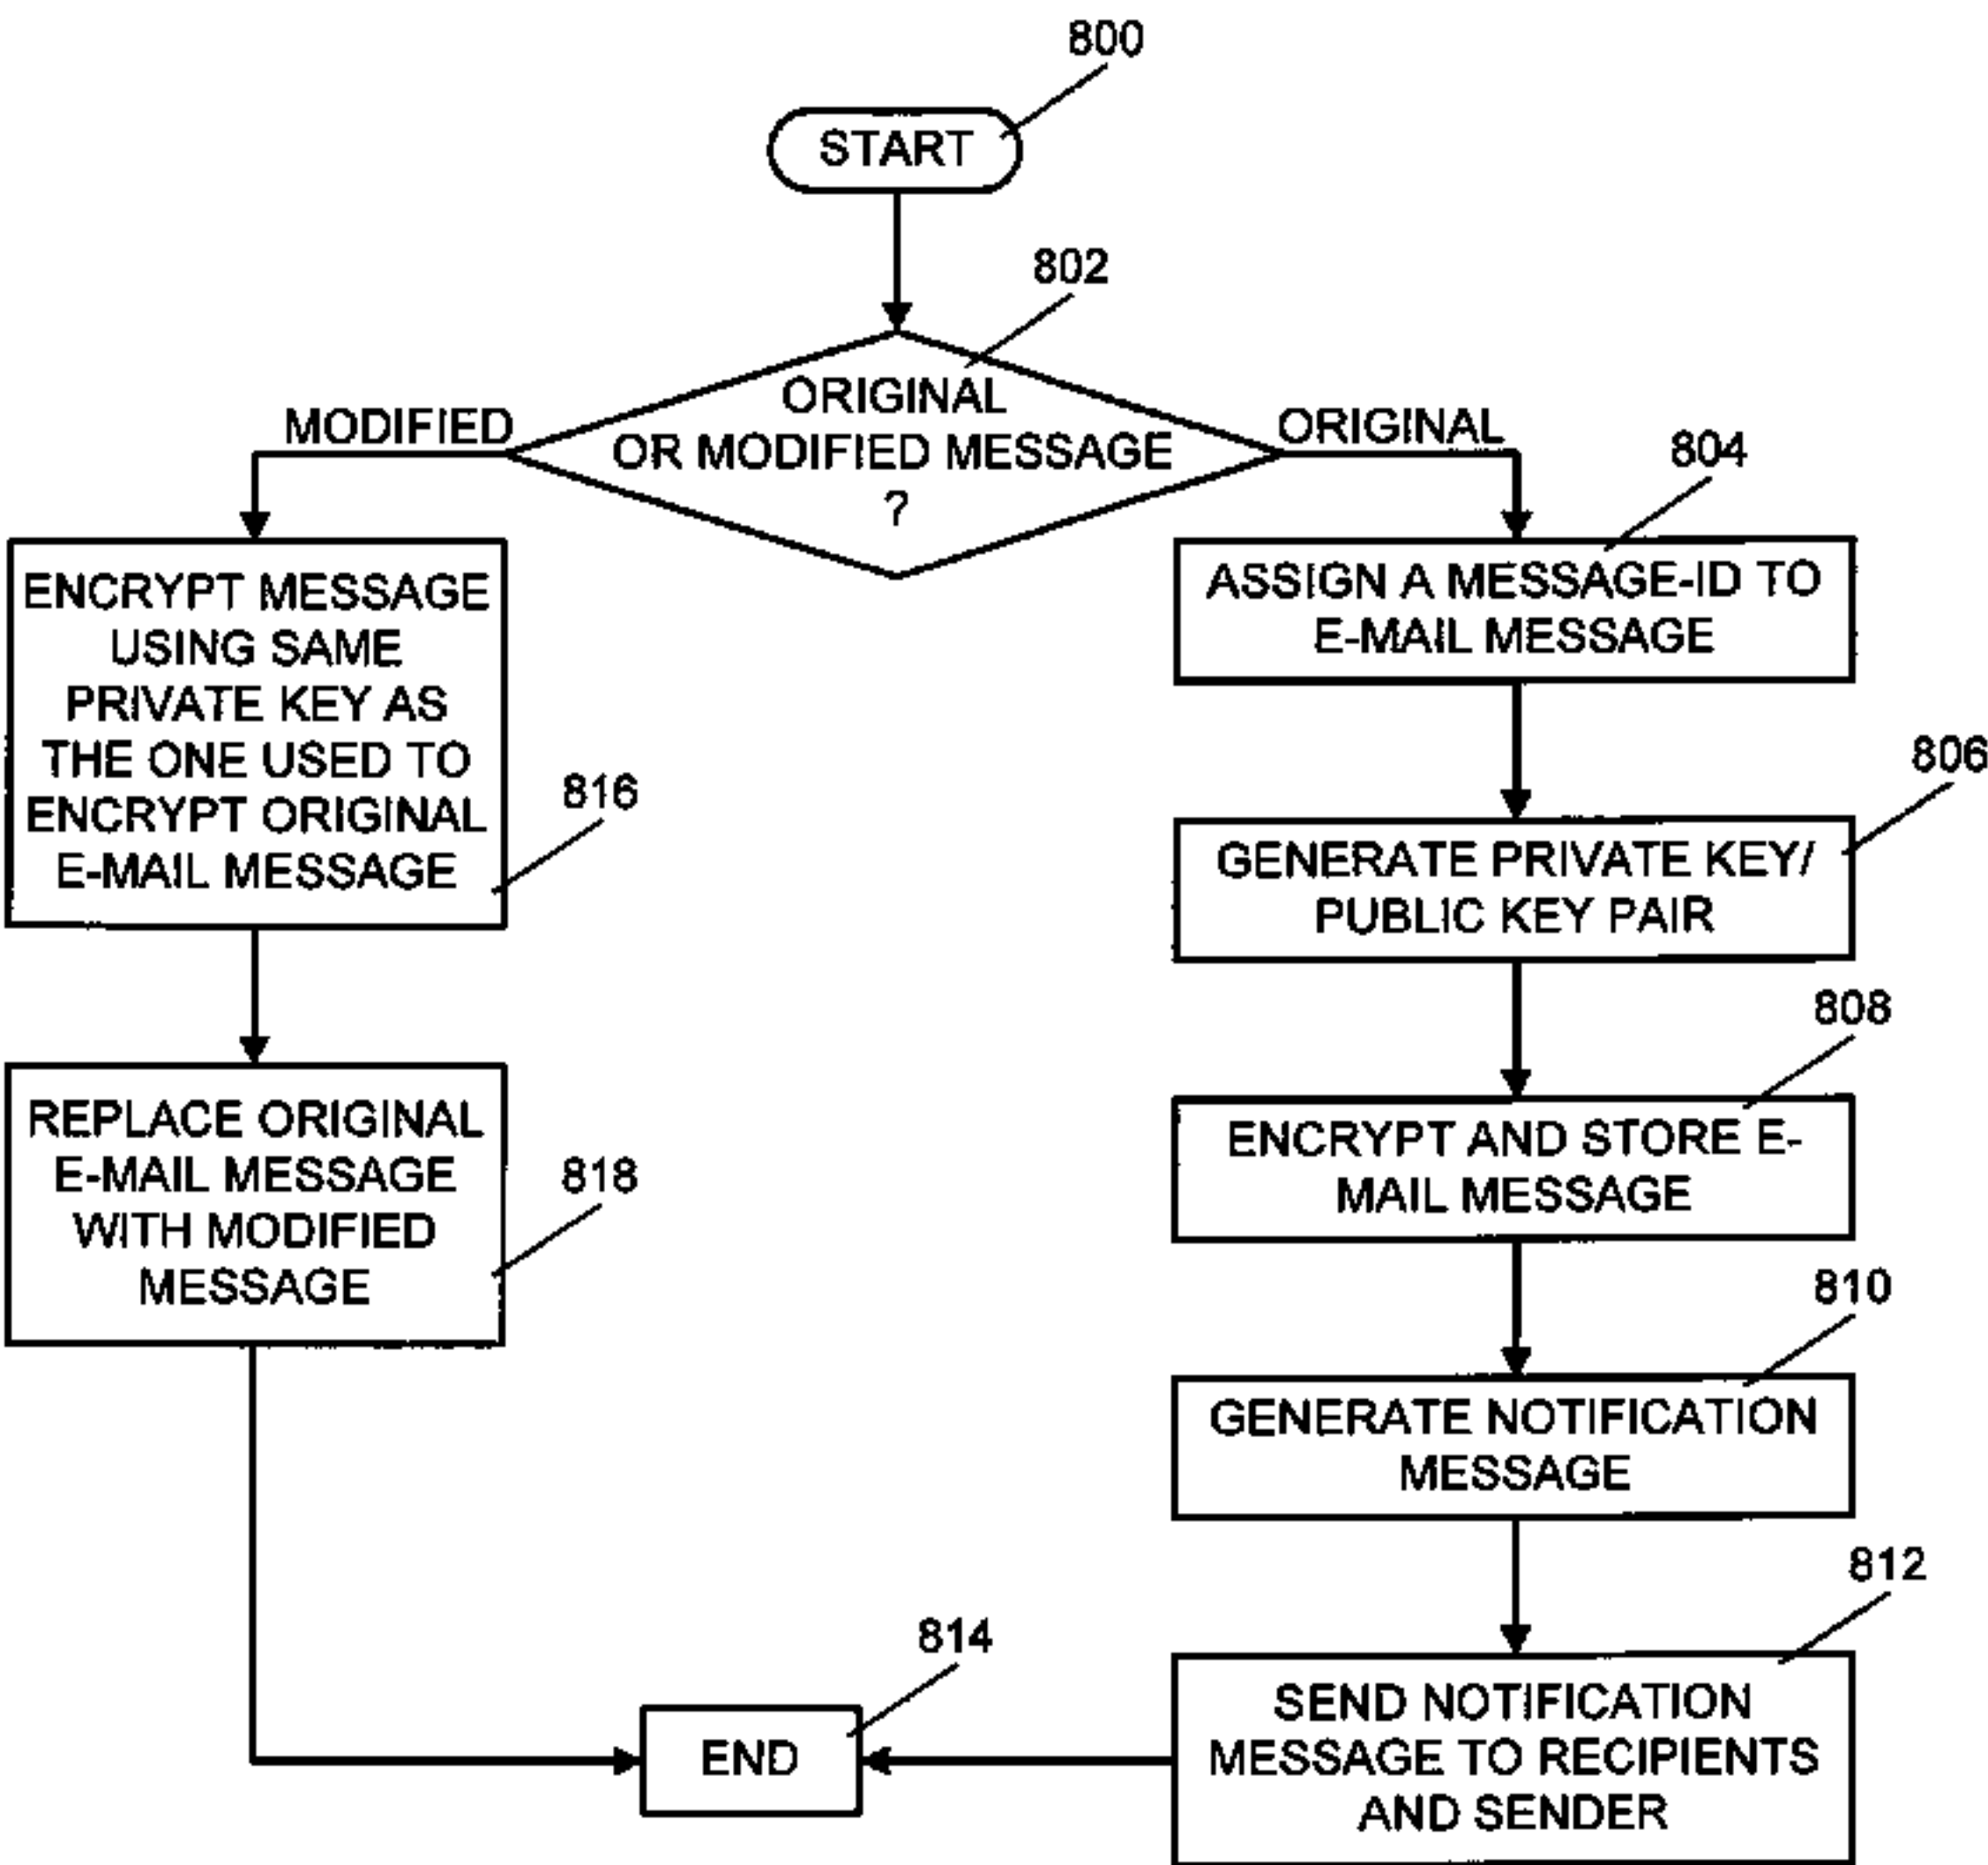 800
START
802
ORIGINAL
OR MODIFIED MESSAGE
?
MODIFIED
ORIGINAL
804
ASSIGN A MESSAGE-ID TO
E-MAIL MESSAGE
806
GENERATE PRIVATE KEY/
PUBLIC KEY PAIR
808
ENCRYPT AND STORE E-
MAIL MESSAGE
810
GENERATE NOTIFICATION
MESSAGE
812
SEND NOTIFICATION
MESSAGE TO RECIPIENTS
AND SENDER
ENCRYPT MESSAGE
USING SAME
PRIVATE KEY AS
THE ONE USED TO
ENCRYPT ORIGINAL
E-MAIL MESSAGE
816
REPLACE ORIGINAL
E-MAIL MESSAGE
WITH MODIFIED
MESSAGE
818
814
END